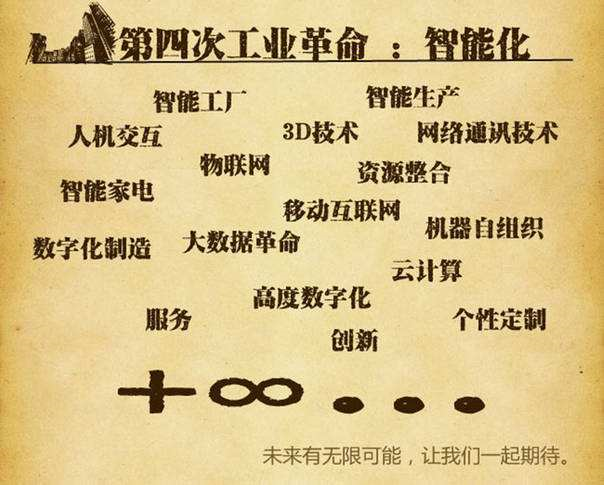 第四次工业革命 ：智能化
智能工厂 智能生产
人机交互 3D技术 网络通讯技术
物联网 资源整合
智能家电
移动互联网
机器自组织
数字化制造 大数据革命
云计算
高度数字化
服务 个性定制
创新
+∞...
未来有无限可能，让我们一起期待。